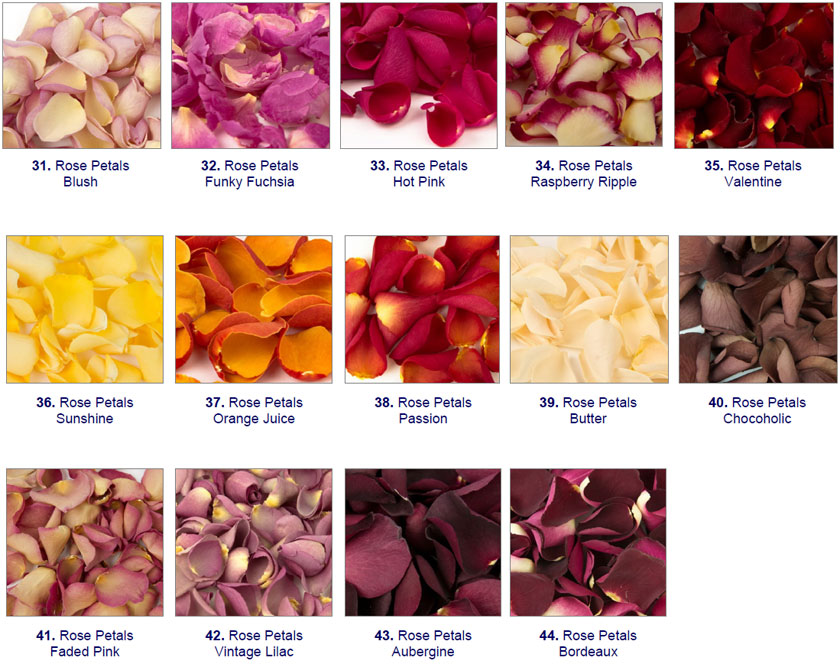 31. Rose Petals
Blush
32. Rose Petals
Funky Fuchsia
33. Rose Petals
Hot Pink
34. Rose Petals
Raspberry Ripple
35. Rose Petals
Valentine
36. Rose Petals
Sunshine
37. Rose Petals
Orange Juice
38. Rose Petals
Passion
39. Rose Petals
Butter
40. Rose Petals
Chocoholic
41. Rose Petals
Faded Pink
42. Rose Petals
Vintage Lilac
43. Rose Petals
Aubergine
44. Rose Petals
Bordeaux